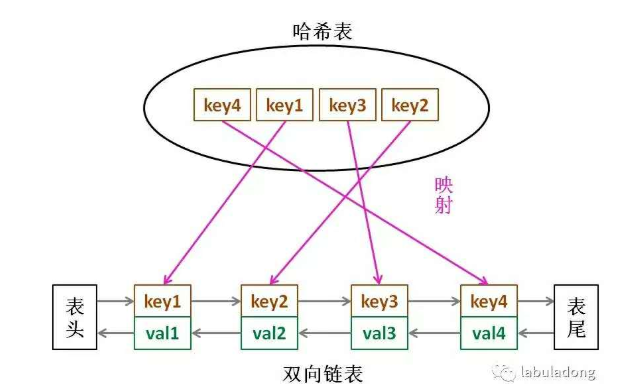 哈希表
key4 key1 key3 key2
映射
表头 key1 key2 key3 key4 表尾
val1 val2 val3 val4
双向链表
labuladong